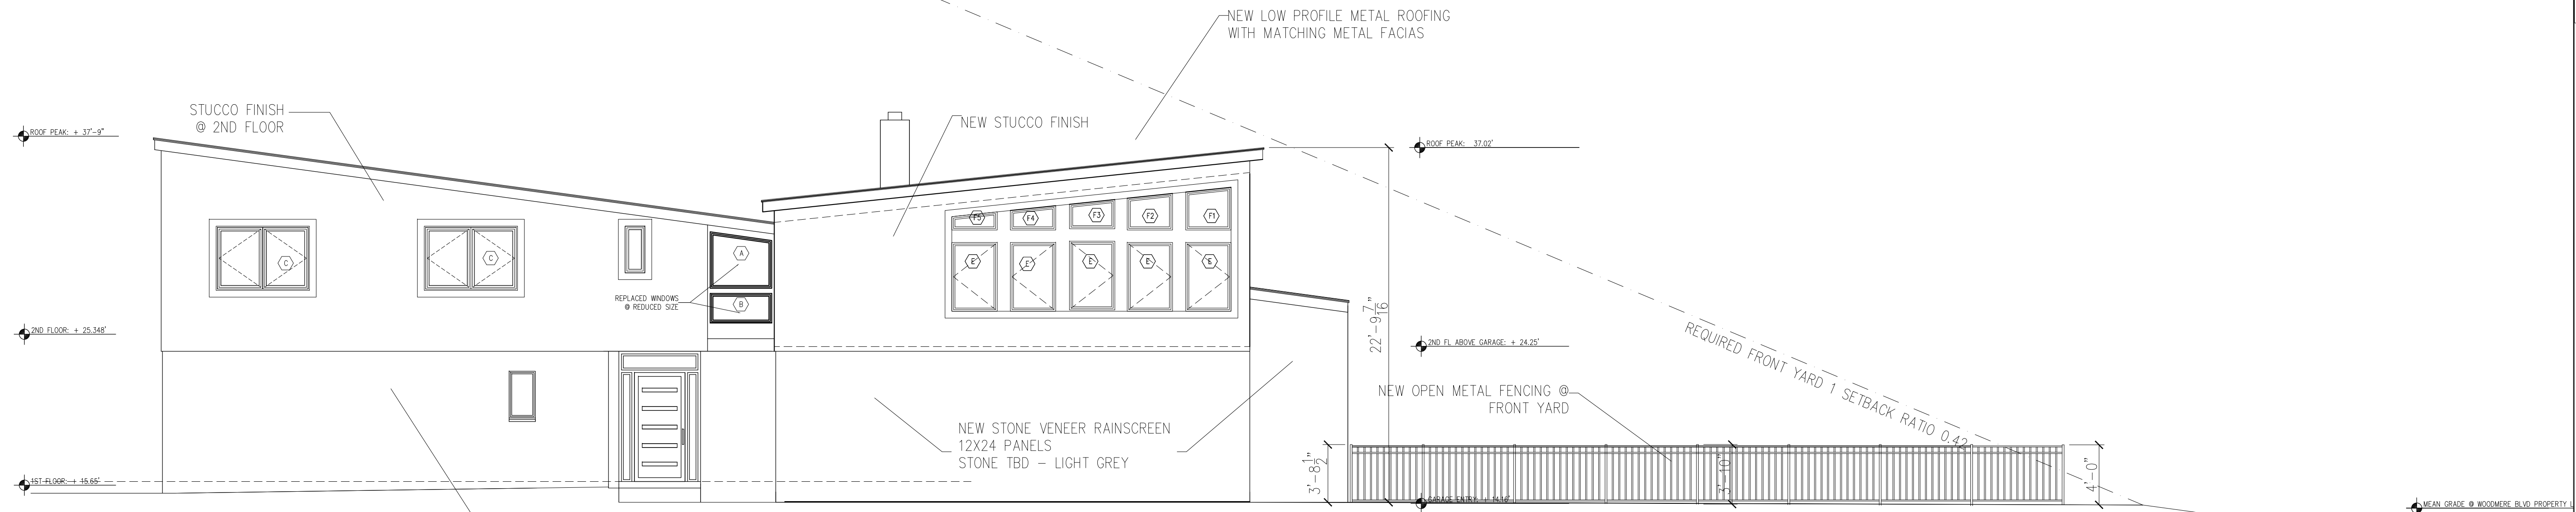 NEW LOW PROFILE METAL ROOFING
WITH MATCHING METAL FACIAS
STUCCO FINISH
@ 2ND FLOOR
NEW STUCCO FINISH
ROOF PEAK: + 37'-9"
ROOF PEAK: 37.02'
F5
F4
F3
F2
F1
C
C
A
B
E
E
E
E
E
REPLACED WINDOWS
@ REDUCED SIZE
2ND FLOOR: + 25.348'
22'-9 7/16"
2ND FL ABOVE GARAGE: + 24.25'
REQUIRED FRONT YARD 1 SETBACK RATIO 0.42
NEW OPEN METAL FENCING @
FRONT YARD
NEW STONE VENEER RAINSCREEN
12X24 PANELS
STONE TBD - LIGHT GREY
1ST FLOOR: + 15.65'
3'-8 1/2"
3'-10"
4'-0"
GARAGE ENTRY: + 14.16'
MEAN GRADE @ WOODMERE BLVD PROPERTY